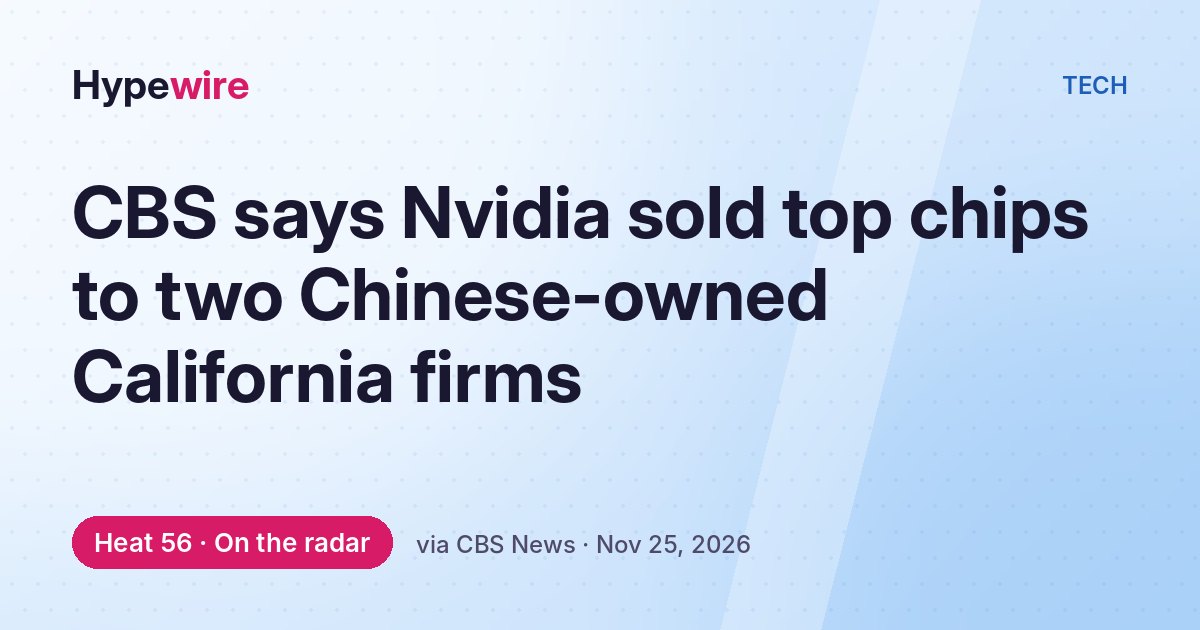 Hypewire
TECH
CBS says Nvidia sold top chips
to two Chinese-owned
California firms
Heat 56 · On the radar
via CBS News · Nov 25, 2026